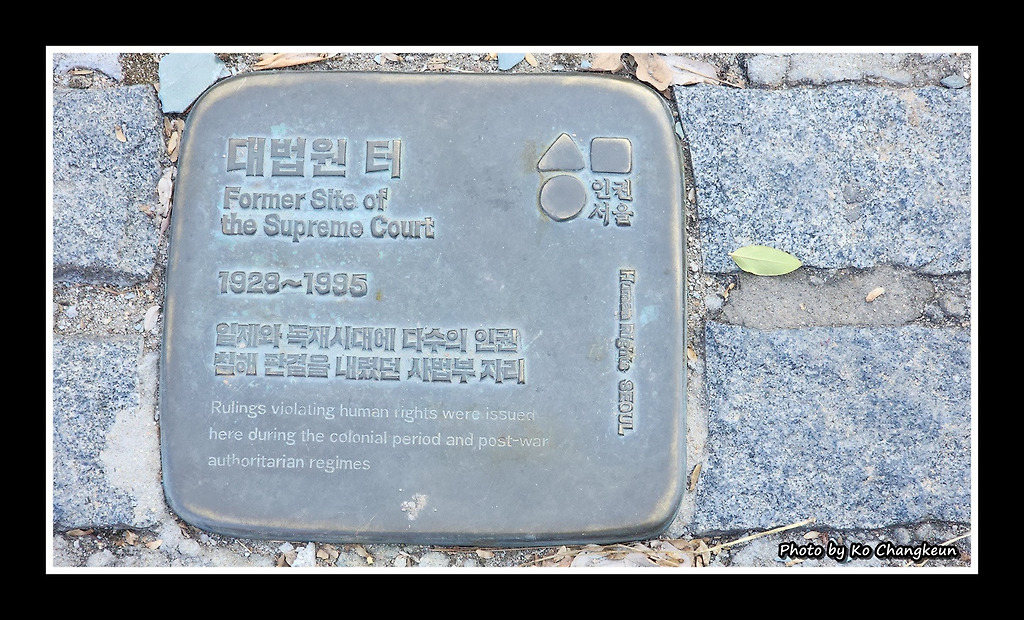 대법원 터
Former Site of
the Supreme Court
1928~1995
일제와 독재시대에 다수의 인권
침해 판결을 내렸던 사법부 자리
Rulings violating human rights were issued
here during the colonial period and post-war
authoritarian regimes
인권
서울
Human Rights SEOUL
Photo by Ko Changkeun